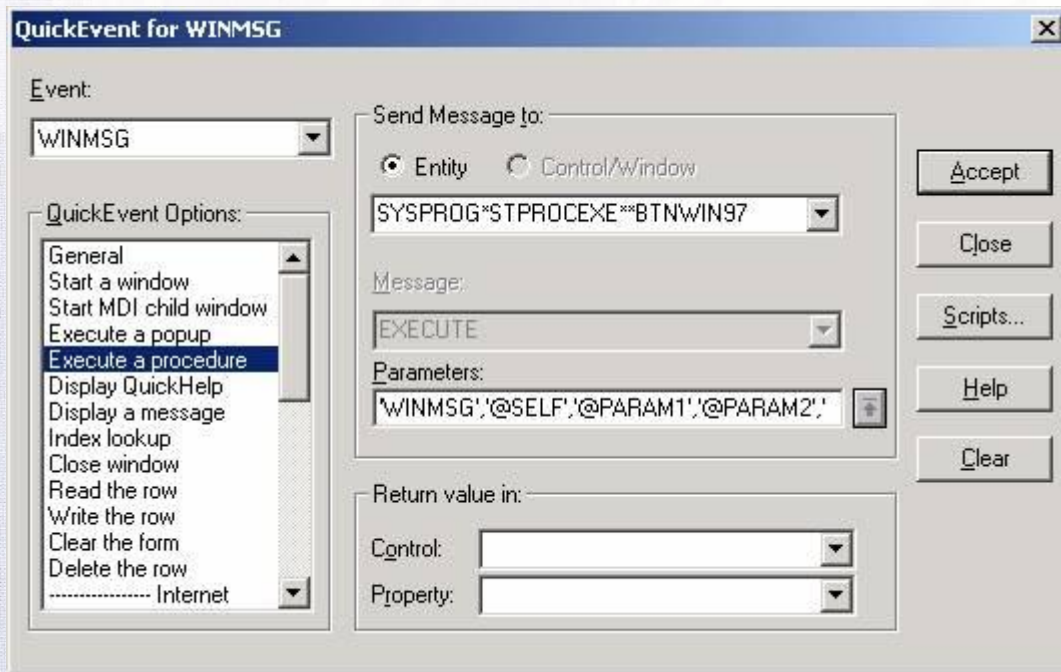 QuickEvent for WINMSG
Event:
WINMSG
QuickEvent Options:
General
Start a window
Start MDI child window
Execute a popup
Execute a procedure
Display QuickHelp
Display a message
Index lookup
Close window
Read the row
Write the row
Clear the form
Delete the row
---------------- Internet
Send Message to:
Entity
Control/Window
SYSPROG*STPROCEXE**BTNWIN97
Message:
EXECUTE
Parameters:
'WINMSG','@SELF','@PARAM1','@PARAM2','
Return value in:
Control:
Property:
Accept
Close
Scripts...
Help
Clear